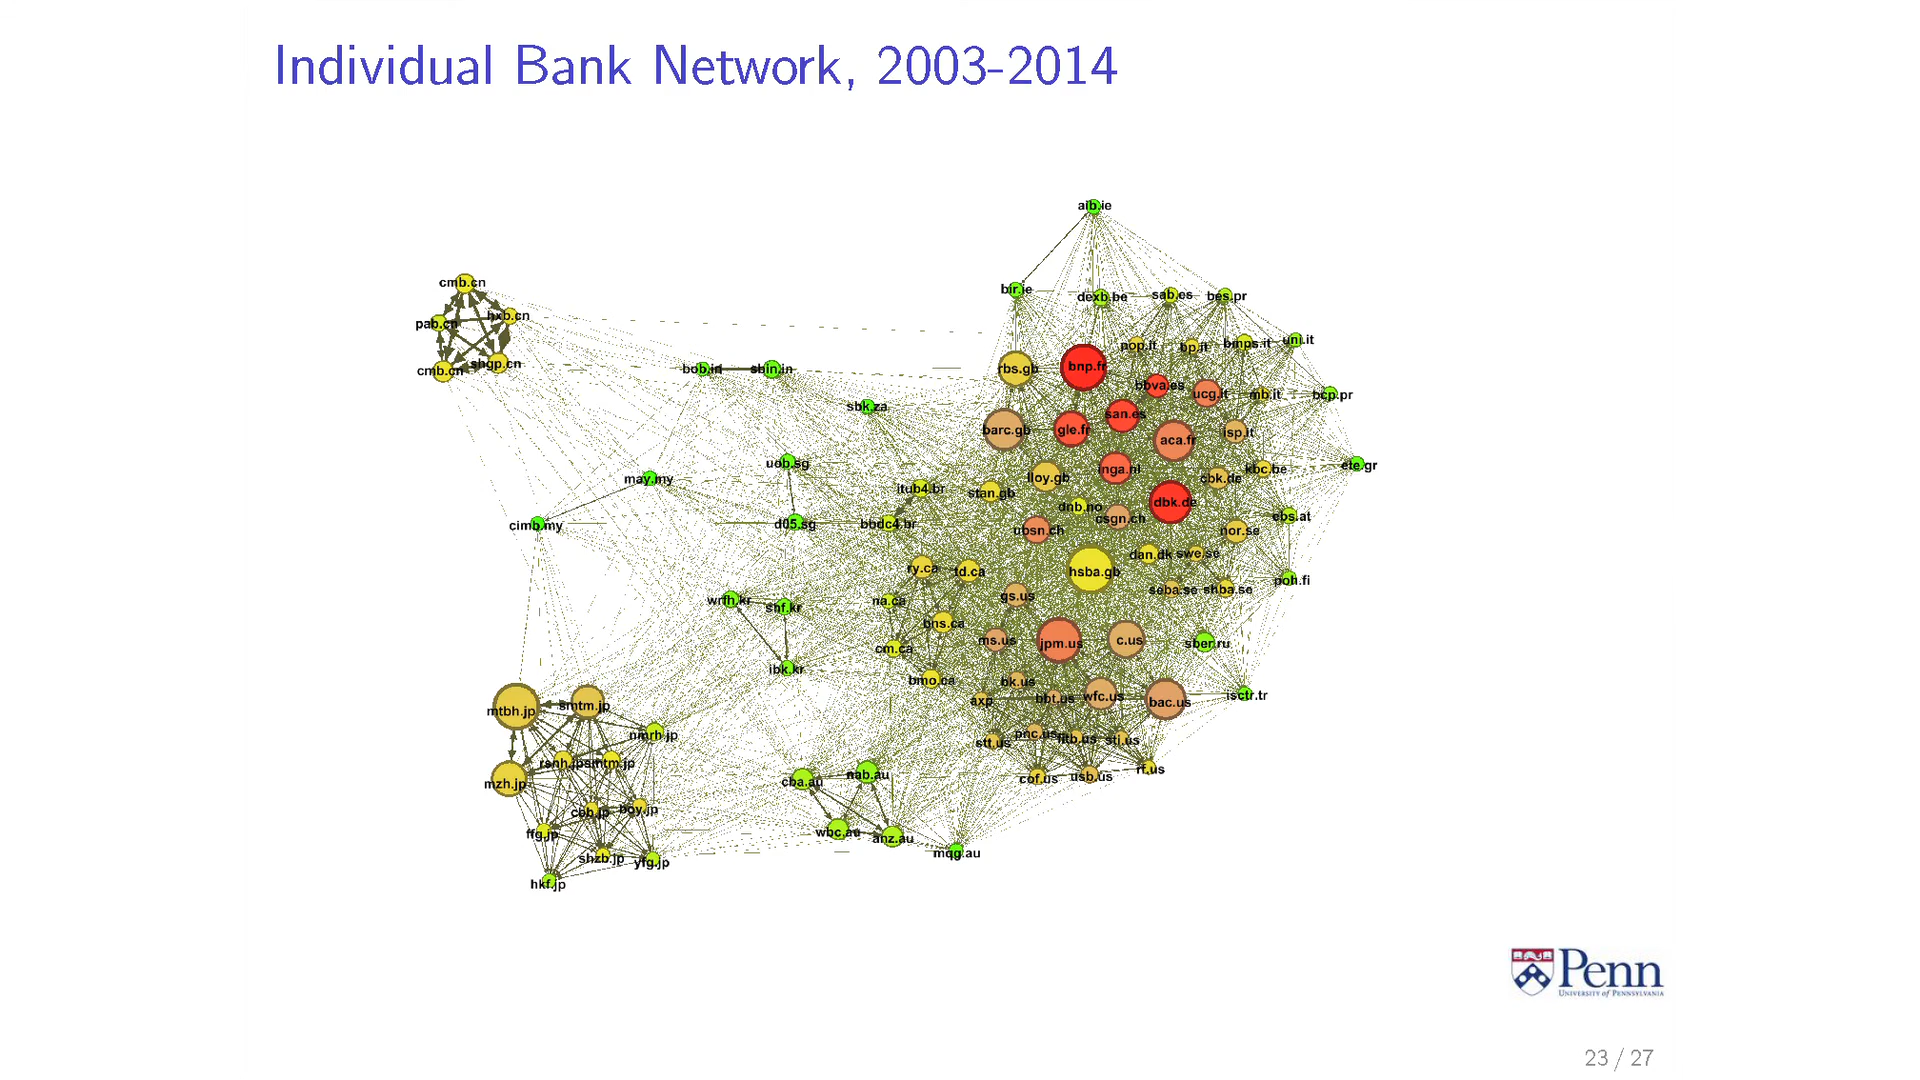 Individual Bank Network, 2003-2014
aib.ie
cmb.cn
bir.ie
dexb.be
sab.es
bes.pr
hxb.cn
pab.cn
uni.it
bmps.it
pop.it
bp.it
shgp.cn
cmb.cn
bob.in
sbin.in
rbs.gb
bnp.fr
bbva.es
ucg.it
mb.it
bcp.pr
sbk.za
san.es
barc.gb
gle.fr
aca.fr
isp.it
uob.sg
ete.gr
inga.nl
kbc.be
may.my
lloy.gb
cbk.de
itub4.br
stan.gb
dbk.de
dnb.no
csgn.ch
ebs.at
cimb.my
d05.sg
bbdc4.br
ubsn.ch
nor.se
dan.dk
swe.se
ry.ca
td.ca
hsba.gb
poh.fi
seba.se
shba.se
wrfh.kr
shf.kr
na.ca
gs.us
bns.ca
ms.us
jpm.us
c.us
sber.ru
cm.ca
ibk.kr
bmo.ca
bk.us
axp
bbt.us
wfc.us
bac.us
isctr.tr
mtbh.jp
smtm.jp
nmrh.jp
stt.us
pnc.us
fitb.us
sti.us
rsnh.jp
smtm.jp
rf.us
mzh.jp
cba.au
nab.au
cof.us
usb.us
boy.jp
ffg.jp
wbc.au
anz.au
mqg.au
shzb.jp
yfg.jp
hkf.jp
Penn
University of Pennsylvania
23 / 27